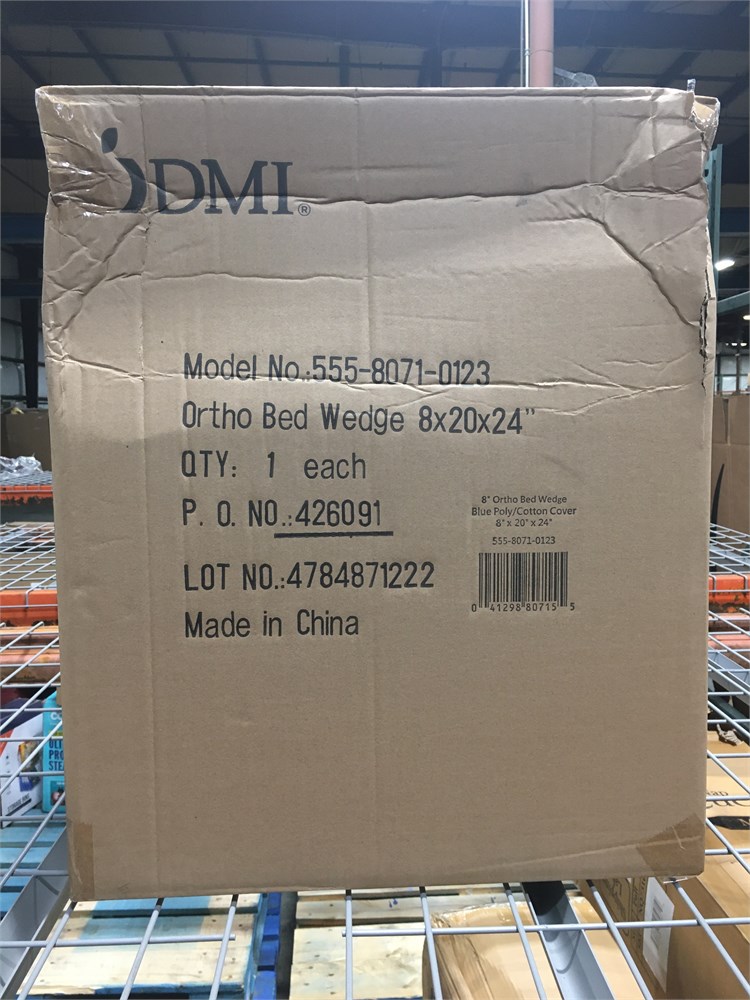 DMI®
Model No.:555-8071-0123
Ortho Bed Wedge 8x20x24"
QTY: 1 each
P. O. NO.:426091
LOT NO.:4784871222
Made in China
8" Ortho Bed Wedge
Blue Poly/Cotton Cover
8" x 20" x 24"
555-8071-0123
0 41298 80715 5